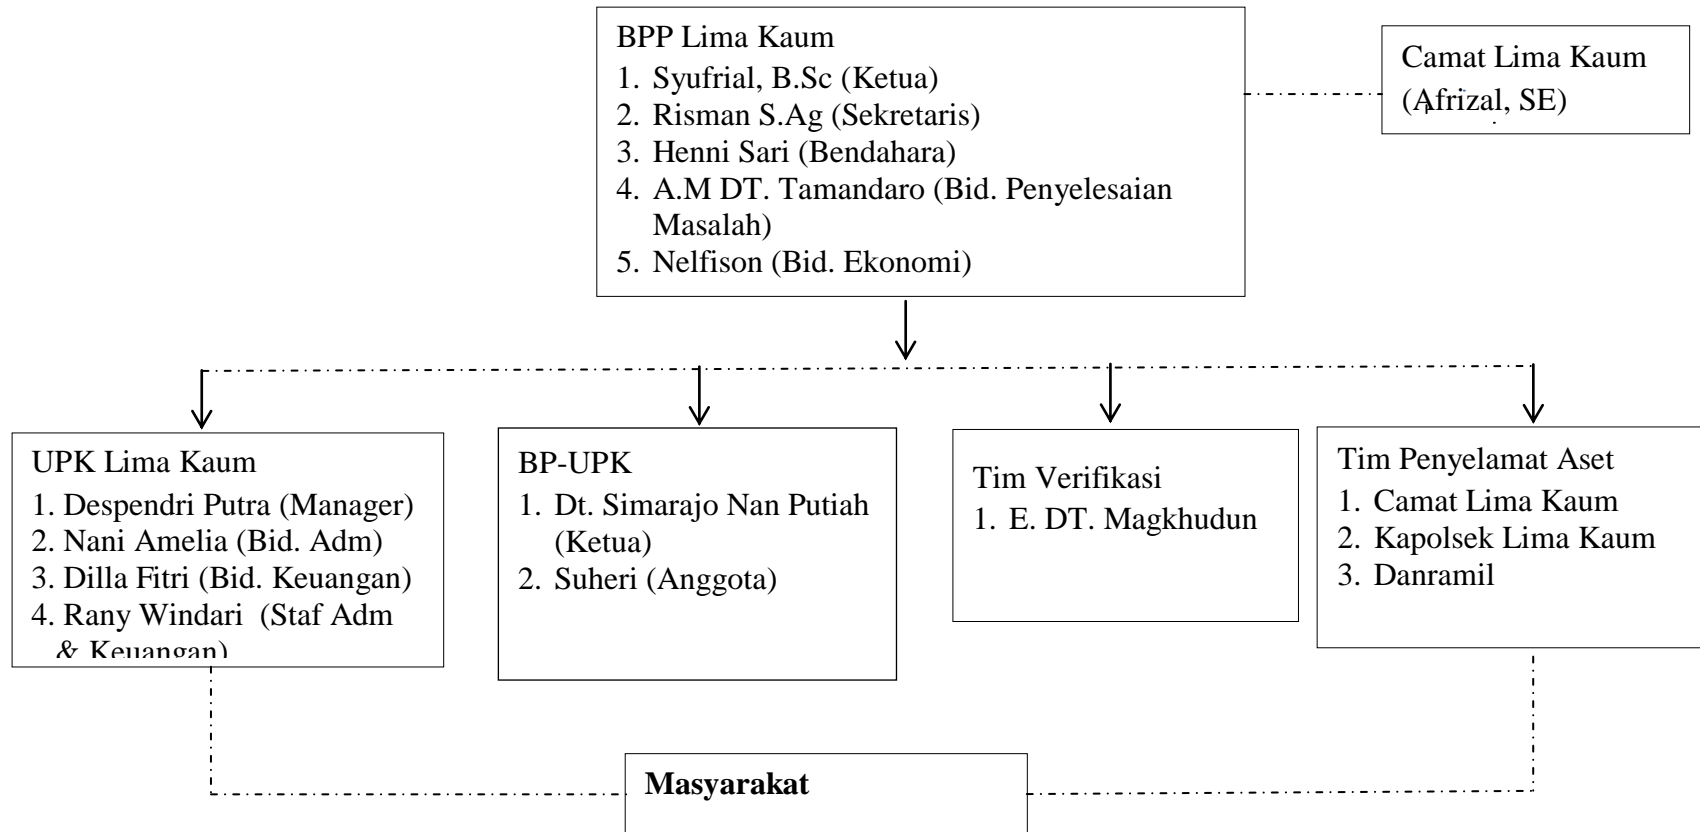 BPP Lima Kaum
1. Syufrial, B.Sc (Ketua)
2. Risman S.Ag (Sekretaris)
3. Henni Sari (Bendahara)
4. A.M DT. Tamandaro (Bid. Penyelesaian
Masalah)
5. Nelfison (Bid. Ekonomi)
Camat Lima Kaum
(Afrizal, SE)
UPK Lima Kaum
1. Despendri Putra (Manager)
2. Nani Amelia (Bid. Adm)
3. Dilla Fitri (Bid. Keuangan)
4. Rany Windari (Staf Adm
& Keuangan)
BP-UPK
1. Dt. Simarajo Nan Putiah
(Ketua)
2. Suheri (Anggota)
Tim Verifikasi
1. E. DT. Magkhudun
Tim Penyelamat Aset
1. Camat Lima Kaum
2. Kapolsek Lima Kaum
3. Danramil
Masyarakat